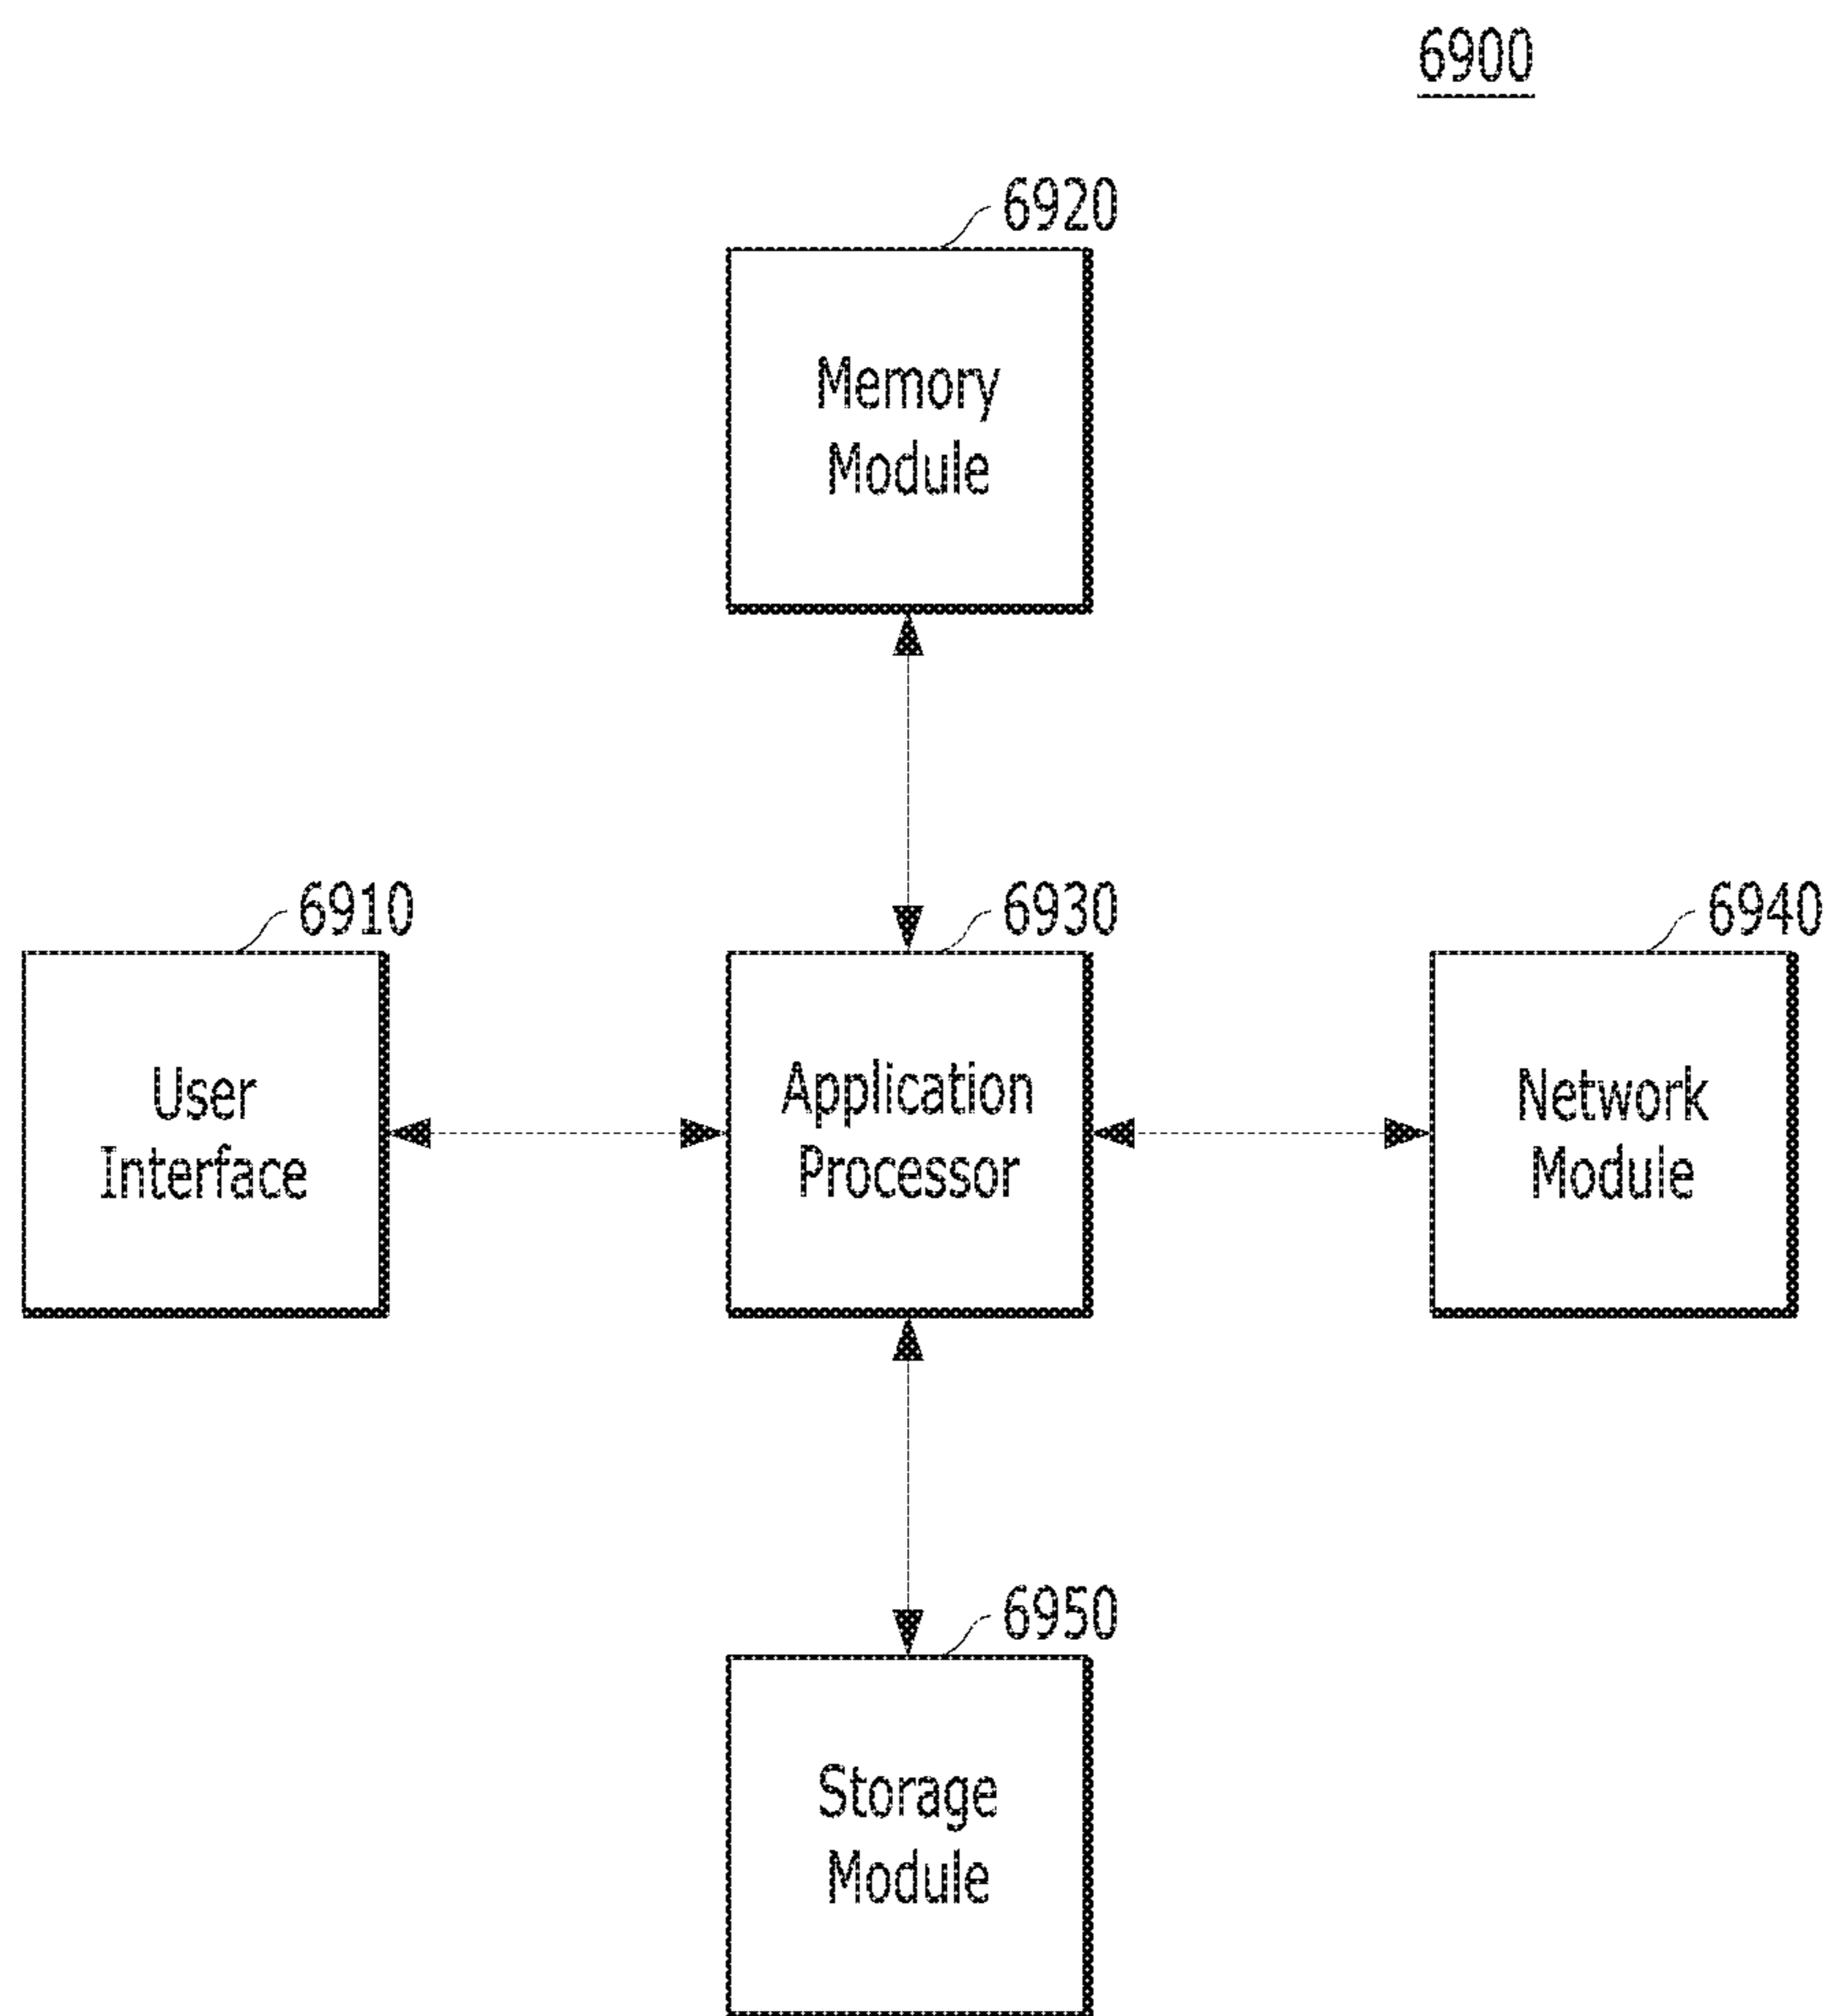 6900
6920
Memory
Module
6910
6930
6940
User
Interface
Application
Processor
Network
Module
6950
Storage
Module